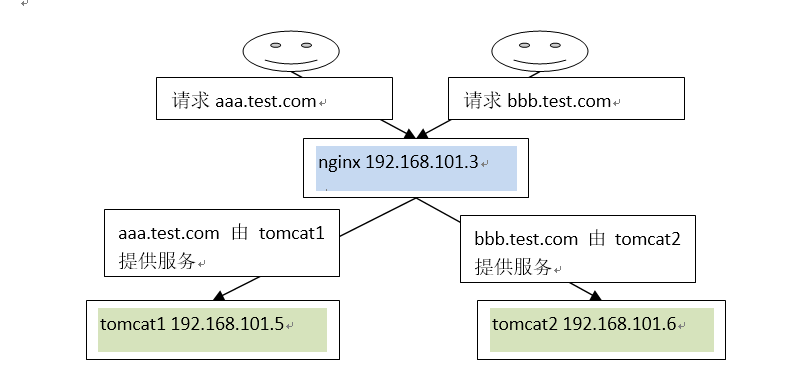 请求 aaa.test.com
请求 bbb.test.com
nginx 192.168.101.3
aaa.test.com 由 tomcat1
提供服务
bbb.test.com 由 tomcat2
提供服务
tomcat1 192.168.101.5
tomcat2 192.168.101.6